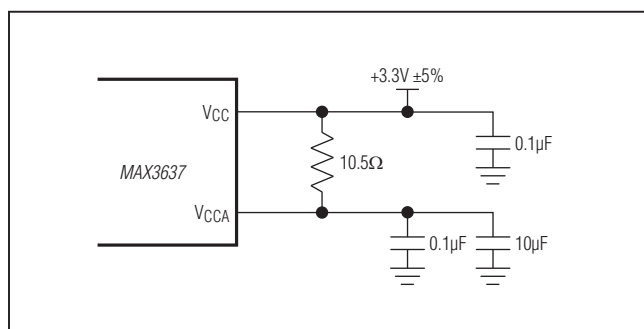 +3.3V ±5%
VCC
0.1µF
10.5Ω
MAX3637
VCCA
0.1µF
10µF